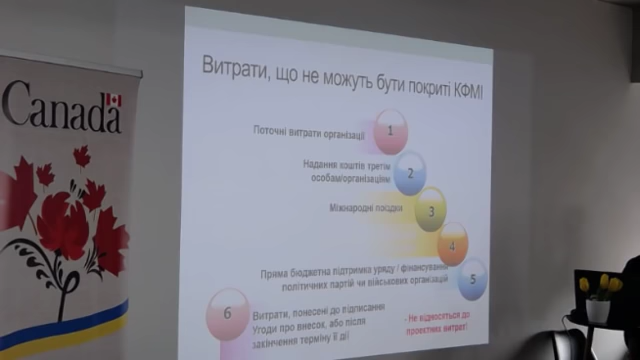 Canada
Витрати, що не можуть бути покриті КФМІ
Поточні витрати організації
1
Надання коштів третім
особам/організаціям
2
Міжнародні поїздки
3
4
Пряма бюджетна підтримка уряду / фінансування
політичних партій чи військових організацій
5
6
Витрати, понесені до підписання
Угоди про внесок, або після
закінчення терміну її дії
- Не відноситься до
проектних витрат!